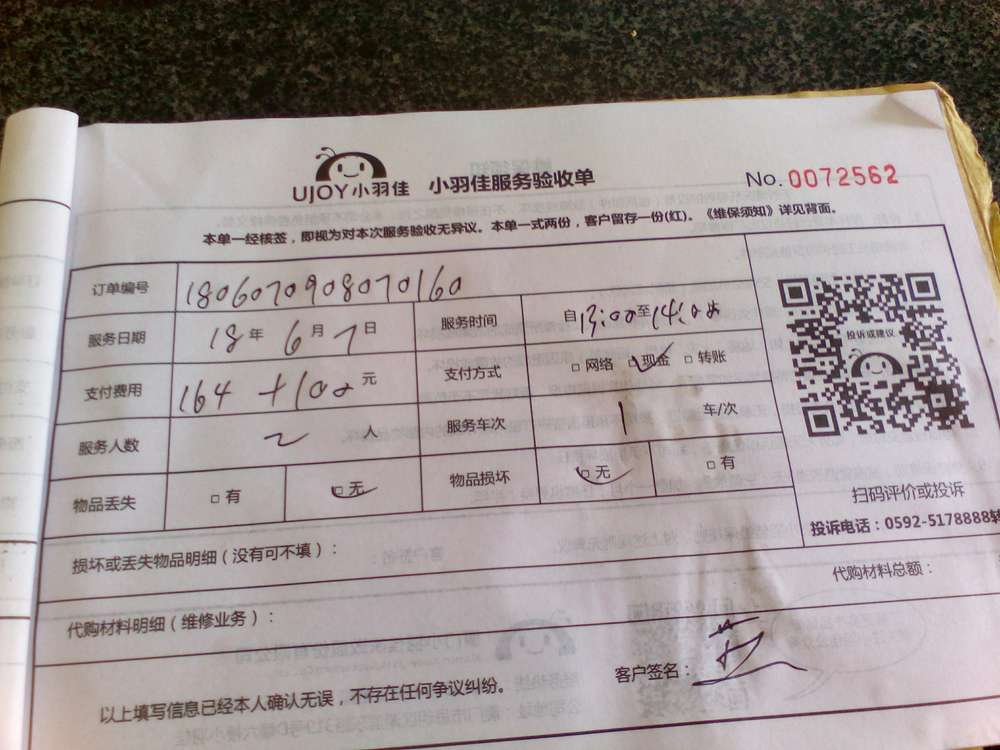 UJOY小羽佳 小羽佳服务验收单 No.0072562
本单一经核签，即视为对本次服务验收无异议。本单一式两份，客户留存一份(红)。《维保须知》详见背面。
订单编号 1806070908070160
服务日期 18年6月7日 服务时间 自13:00至14:00
支付费用 164+100元 支付方式 □网络 □现金 □转账
服务人数 2人 服务车次 1 车/次
物品丢失 □有 □无 物品损坏 □无 □有
投诉或建议
扫码评价或投诉
投诉电话：0592-5178888转
损坏或丢失物品明细（没有可不填）：
代购材料明细（维修业务）： 代购材料总额：
以上填写信息已经本人确认无误，不存在任何争议纠纷。 客户签名：